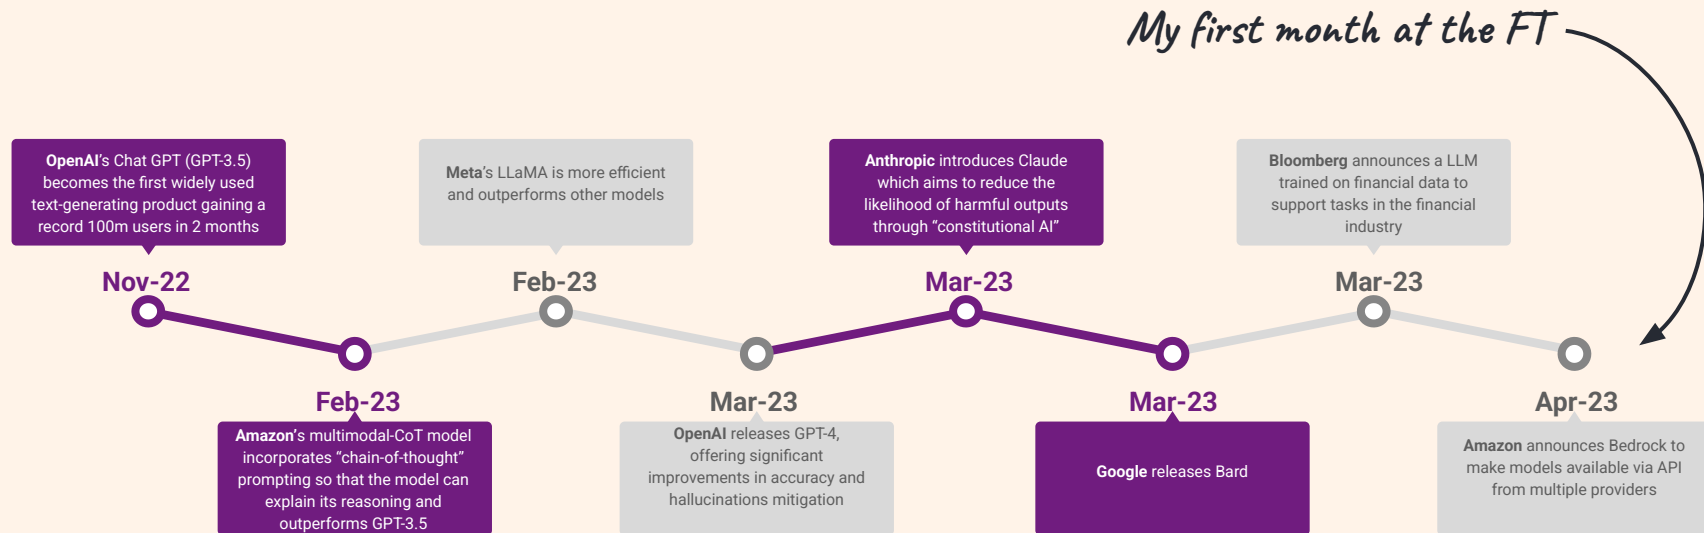 My first month at the FT
OpenAI's Chat GPT (GPT-3.5)
becomes the first widely used
text-generating product gaining a
record 100m users in 2 months
Nov-22
Feb-23
Amazon's multimodal-CoT model
incorporates “chain-of-thought”
prompting so that the model can
explain its reasoning and
outperforms GPT-3.5
Meta's LLaMA is more efficient
and outperforms other models
Feb-23
Mar-23
OpenAI releases GPT-4,
offering significant
improvements in accuracy and
hallucinations mitigation
Anthropic introduces Claude
which aims to reduce the
likelihood of harmful outputs
through “constitutional AI”
Mar-23
Mar-23
Google releases Bard
Bloomberg announces a LLM
trained on financial data to
support tasks in the financial
industry
Mar-23
Apr-23
Amazon announces Bedrock to
make models available via API
from multiple providers